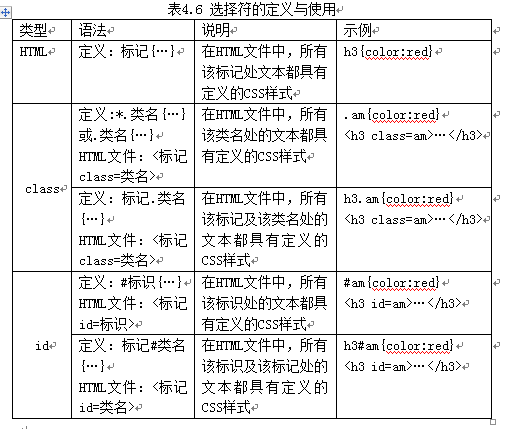 表4.6 选择符的定义与使用
类型 语法 说明 示例
HTML 定义：标记{…} 在HTML文件中，所有 h3{color:red}
该标记处文本都具有
定义的CSS样式
class
定义:*.类名{…} 在HTML文件中，所有 .am{color:red}
或.类名{…} 该类名处的文本都具 <h3 class=am>…</h3>
HTML文件：<标记 有定义的CSS样式
class=类名>
定义：标记.类名 在HTML文件中，所有 h3.am{color:red}
{…} 该标记及该类名处的 <h3 class=am>…</h3>
HTML文件：<标记 文本都具有定义的
class=类名> CSS样式
id
定义：#标识{…} 在HTML文件中，所有 #am{color:red}
HTML文件：<标记 该标识处的文本都具 <h3 id=am>…</h3>
id=标识> 有定义的CSS样式
定义：标记#类名 在HTML文件中，所有 h3#am{color:red}
{…} 该标识及该标记处的 <h3 id=am>…</h3>
HTML文件：<标记 文本都具有定义的
id=类名> CSS样式